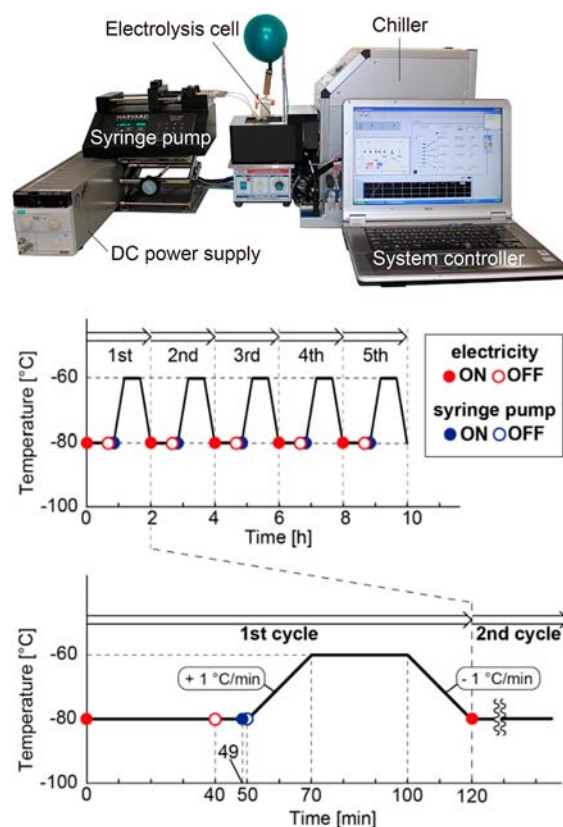 Electrolysis cell
Chiller
HARVARD
Syringe pump
DC power supply
System controller
Temperature [°C]
-60
-80
-100
1st 2nd 3rd 4th 5th
0 2 4 6 8 10
Time [h]
electricity
ON OFF
syringe pump
ON OFF
Temperature [°C]
-60
-80
-100
1st cycle
2nd cycle
+ 1 °C/min
- 1 °C/min
49
0 40 50 70 100 120
Time [min]